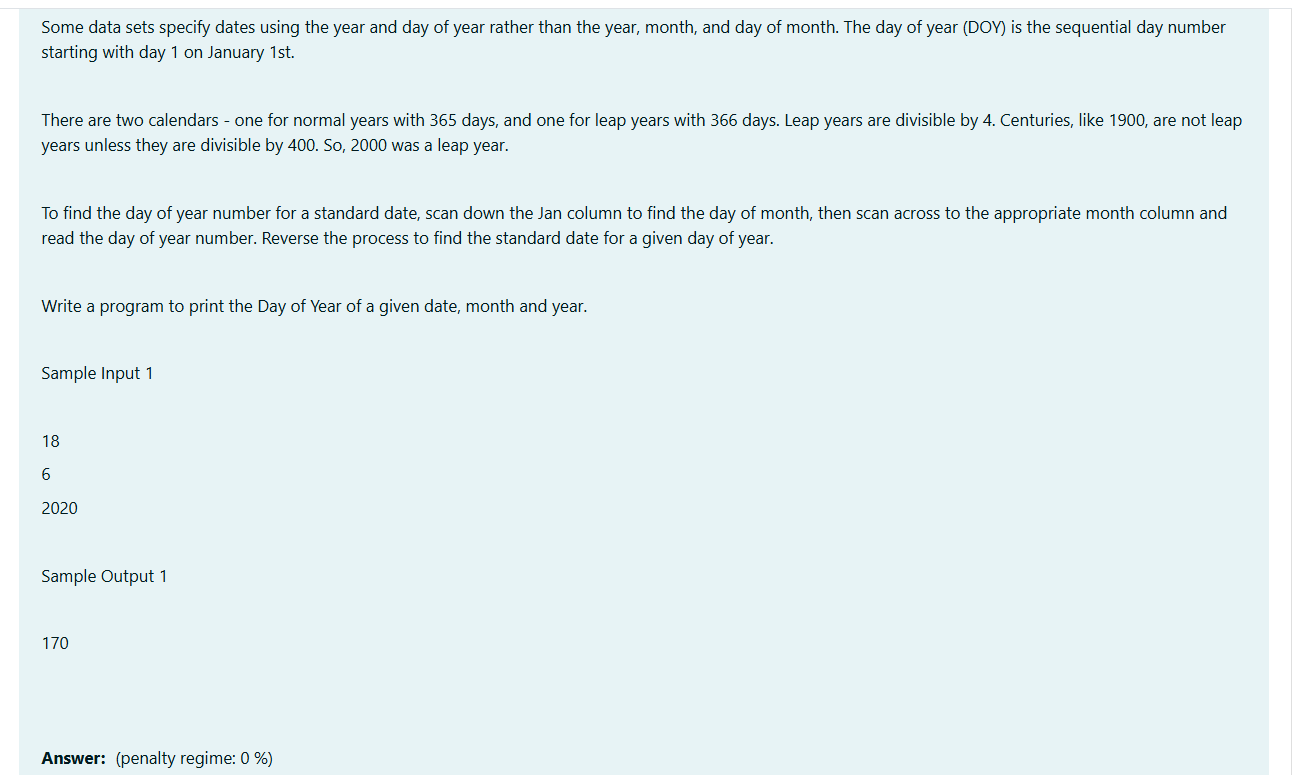 Some data sets specify dates using the year and day of year rather than the year, month, and day of month. The day of year (DOY) is the sequential day number
starting with day 1 on January 1st.
There are two calendars - one for normal years with 365 days, and one for leap years with 366 days. Leap years are divisible by 4. Centuries, like 1900, are not leap
years unless they are divisible by 400. So, 2000 was a leap year.
To find the day of year number for a standard date, scan down the Jan column to find the day of month, then scan across to the appropriate month column and
read the day of year number. Reverse the process to find the standard date for a given day of year.
Write a program to print the Day of Year of a given date, month and year.
Sample Input 1
18
6
2020
Sample Output 1
170
Answer: (penalty regime: 0 %)